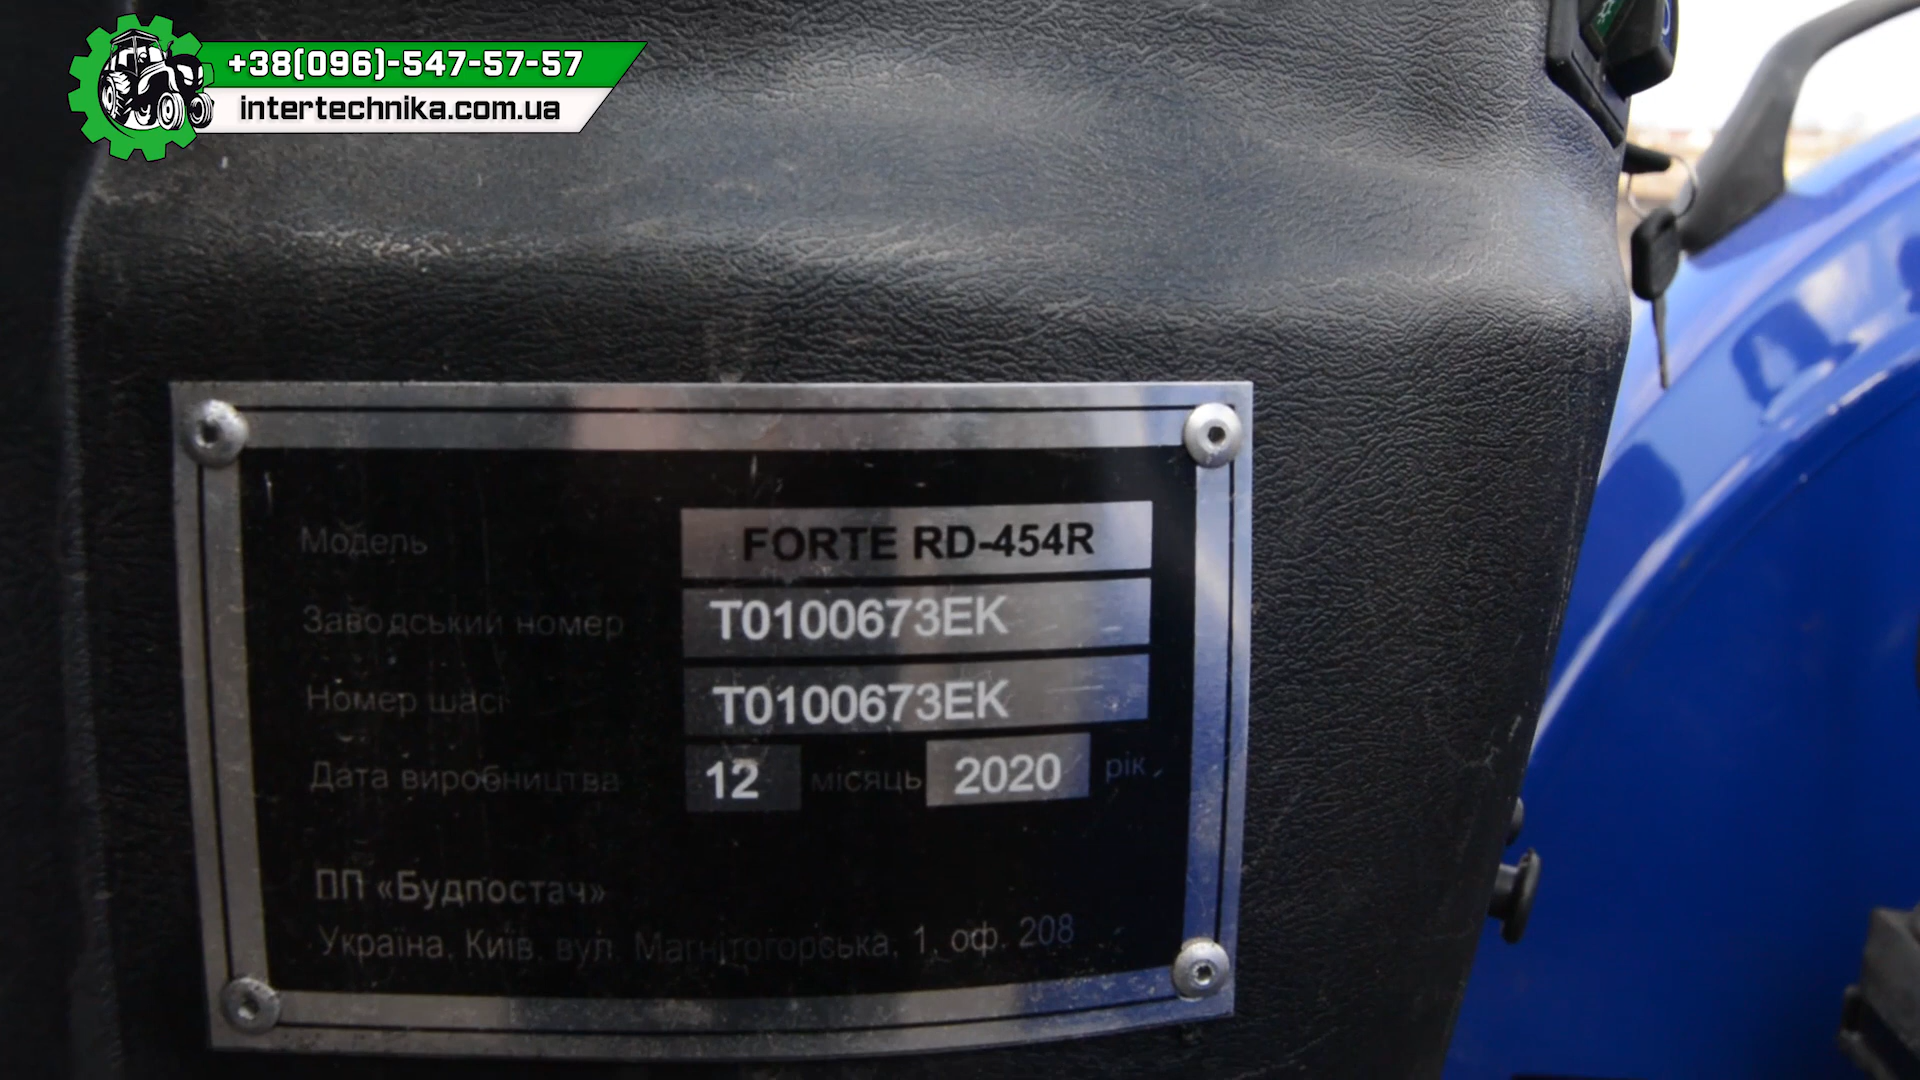 +38(096)-547-57-57
intertechnika.com.ua
Модель FORTE RD-454R
Заводський номер T0100673EK
Номер шасі T0100673EK
Дата виробництва 12 місяць 2020 рік
ПП «Будпостач»
Україна, Київ, вул. Магнітогорська, 1, оф. 208